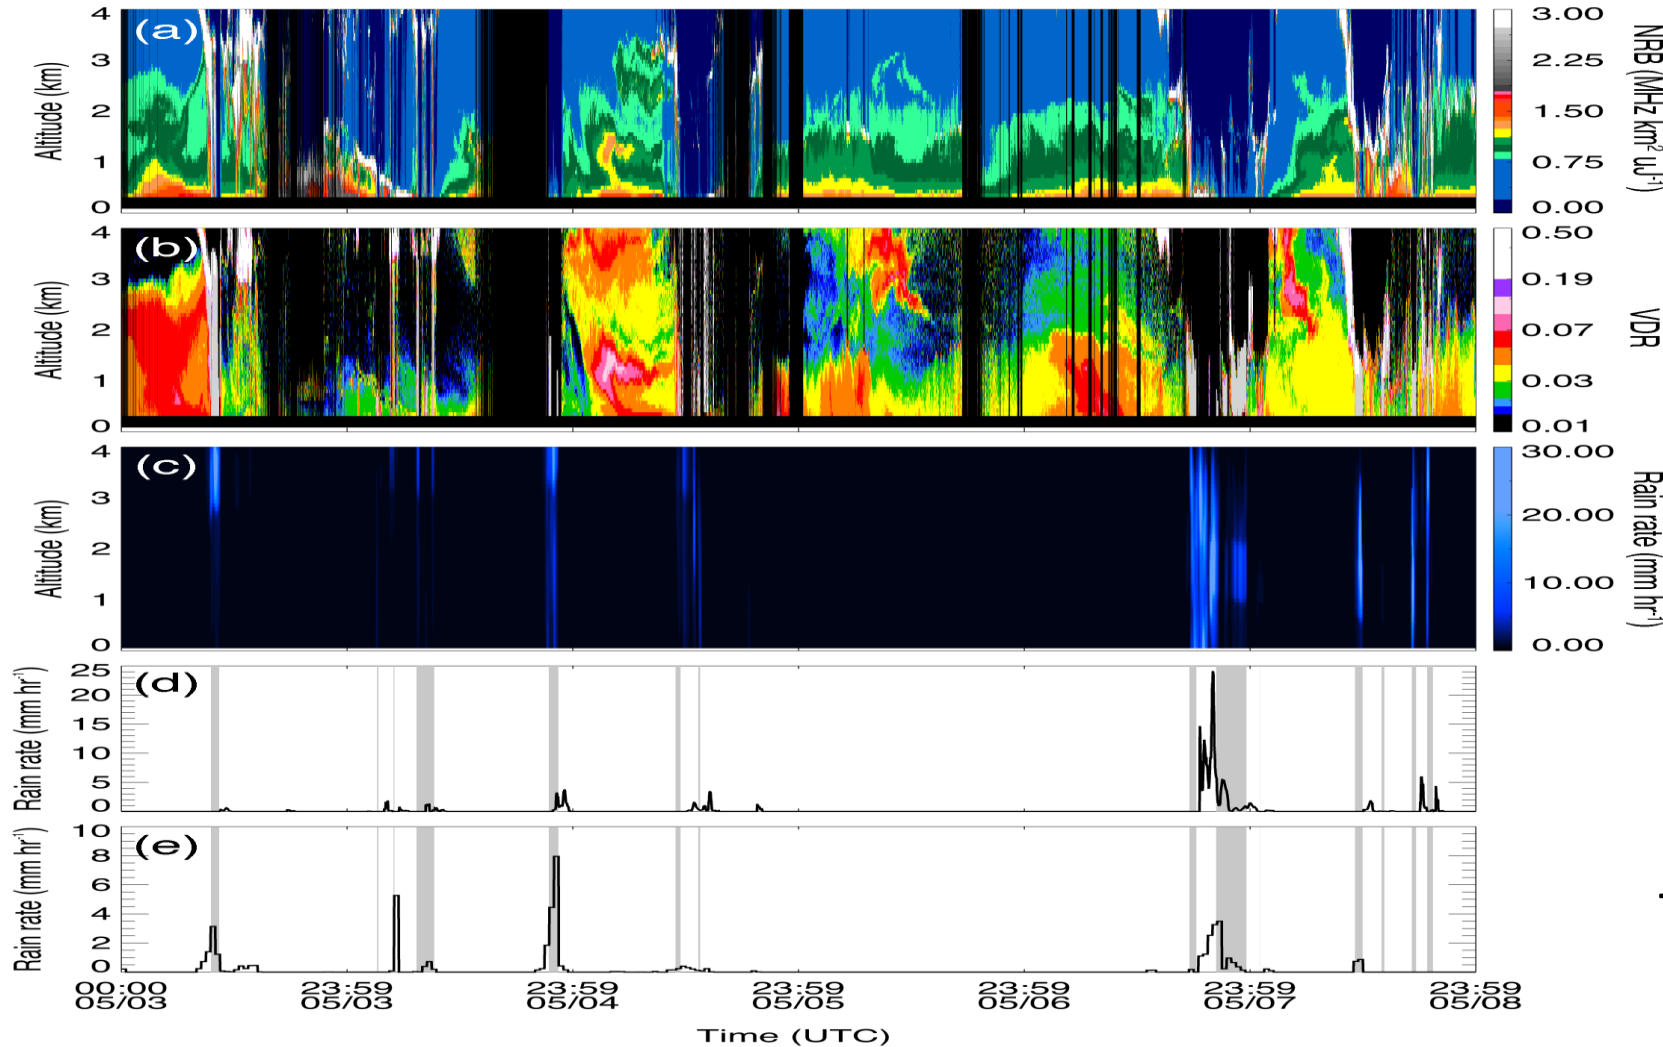 (a)
4
3
2
1
0
Altitude (km)
3.00
2.25
1.50
0.75
0.00
NRB (MHz km² uJ⁻¹)
(b)
4
3
2
1
0
Altitude (km)
0.50
0.19
0.07
0.03
0.01
VDR
(c)
4
3
2
1
0
Altitude (km)
30.00
20.00
10.00
0.00
Rain rate (mm hr⁻¹)
(d)
25
20
15
10
5
0
Rain rate (mm hr⁻¹)
(e)
10
8
6
4
2
0
Rain rate (mm hr⁻¹)
00:00 23:59 23:59 23:59 23:59 23:59 23:59
05/03 05/03 05/04 05/05 05/06 05/07 05/08
Time (UTC)